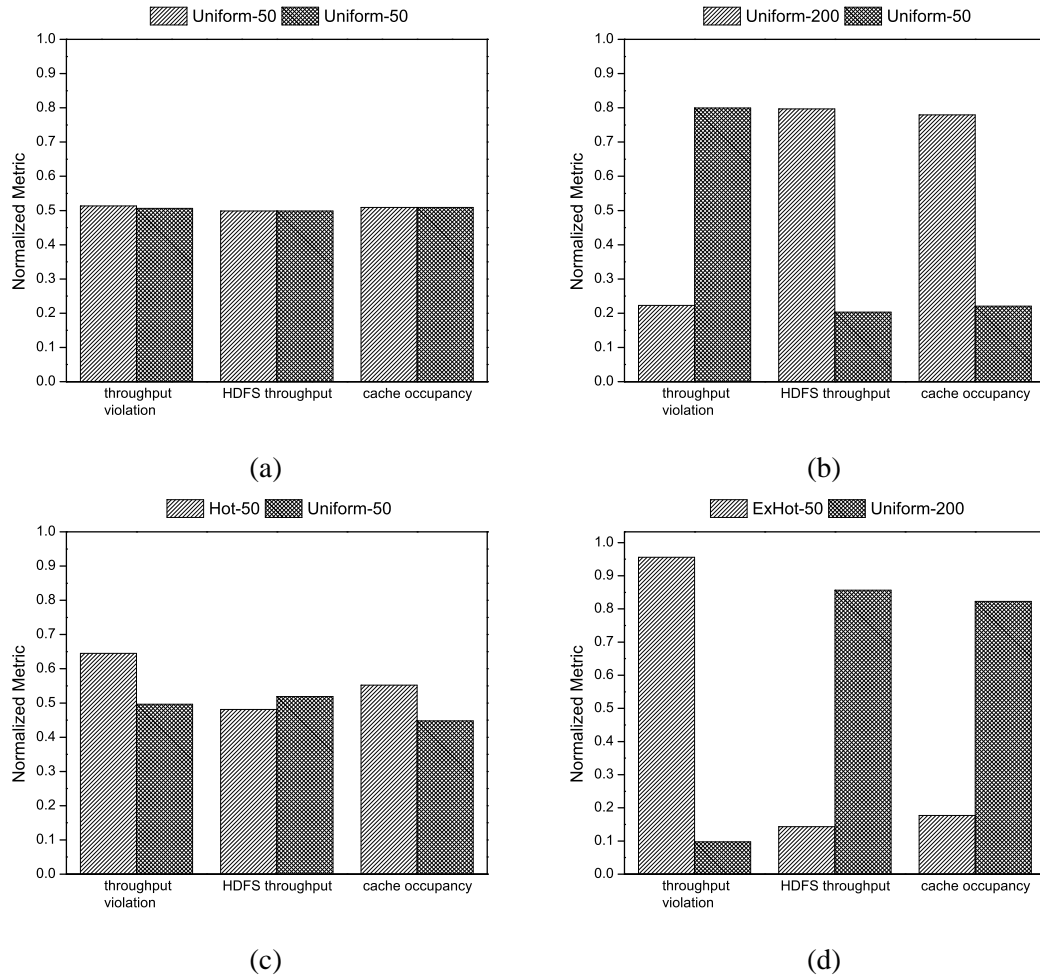 Uniform-50 Uniform-50
1.0
0.9
0.8
0.7
0.6
0.5
0.4
0.3
0.2
0.1
0.0
Normalized Metric
throughput violation
HDFS throughput
cache occupancy
(a)
Uniform-200 Uniform-50
1.0
0.9
0.8
0.7
0.6
0.5
0.4
0.3
0.2
0.1
0.0
Normalized Metric
throughput violation
HDFS throughput
cache occupancy
(b)
Hot-50 Uniform-50
1.0
0.9
0.8
0.7
0.6
0.5
0.4
0.3
0.2
0.1
0.0
Normalized Metric
throughput violation
HDFS throughput
cache occupancy
(c)
ExHot-50 Uniform-200
1.0
0.9
0.8
0.7
0.6
0.5
0.4
0.3
0.2
0.1
0.0
Normalized Metric
throughput violation
HDFS throughput
cache occupancy
(d)